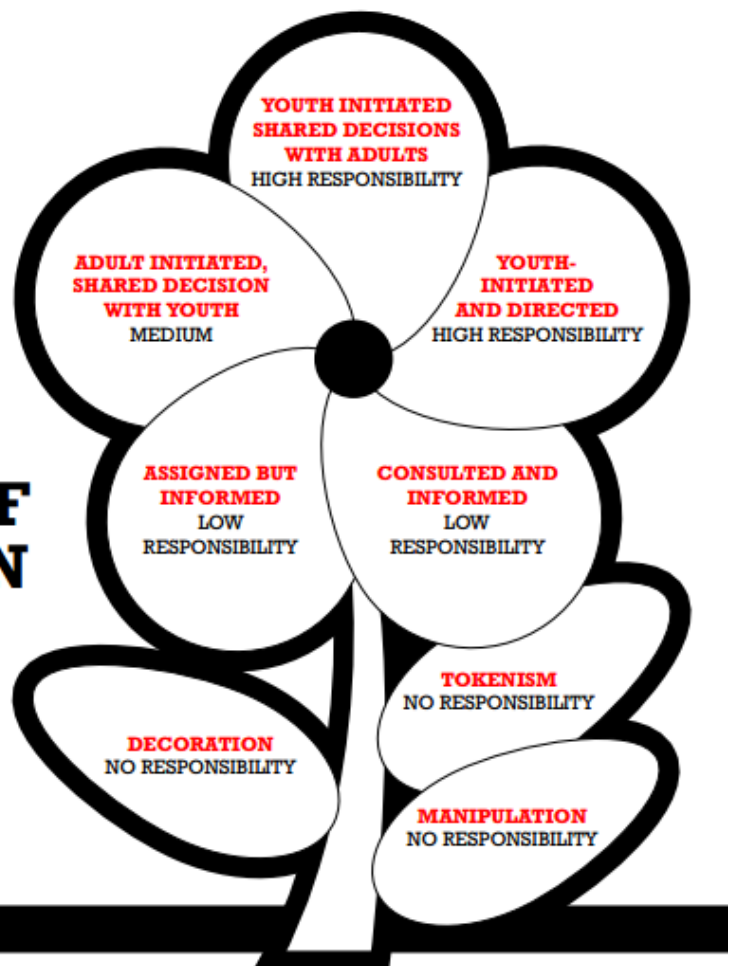 YOUTH INITIATED
SHARED DECISIONS
WITH ADULTS
HIGH RESPONSIBILITY
ADULT INITIATED,
SHARED DECISION
WITH YOUTH
MEDIUM
YOUTH-
INITIATED
AND DIRECTED
HIGH RESPONSIBILITY
ASSIGNED BUT
INFORMED
LOW
RESPONSIBILITY
CONSULTED AND
INFORMED
LOW
RESPONSIBILITY
F
N
TOKENISM
NO RESPONSIBILITY
DECORATION
NO RESPONSIBILITY
MANIPULATION
NO RESPONSIBILITY